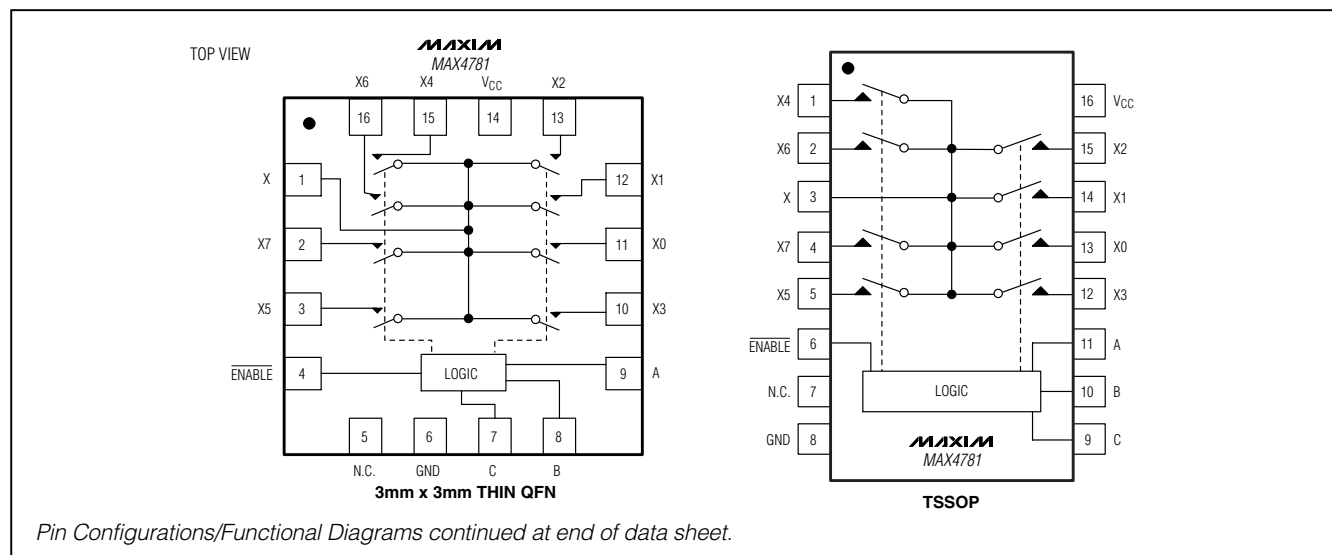 TOP VIEW
MAXIM
MAX4781
X6 X4 VCC X2
16 15 14 13
X 1 12 X1
X7 2 11 X0
X5 3 10 X3
ENABLE 4 LOGIC 9 A
5 6 7 8
N.C. GND C B
3mm x 3mm THIN QFN
X4 1 16 VCC
X6 2 15 X2
X 3 14 X1
X7 4 13 X0
X5 5 12 X3
ENABLE 6 11 A
N.C. 7 LOGIC 10 B
GND 8 9 C
MAXIM
MAX4781
TSSOP
Pin Configurations/Functional Diagrams continued at end of data sheet.